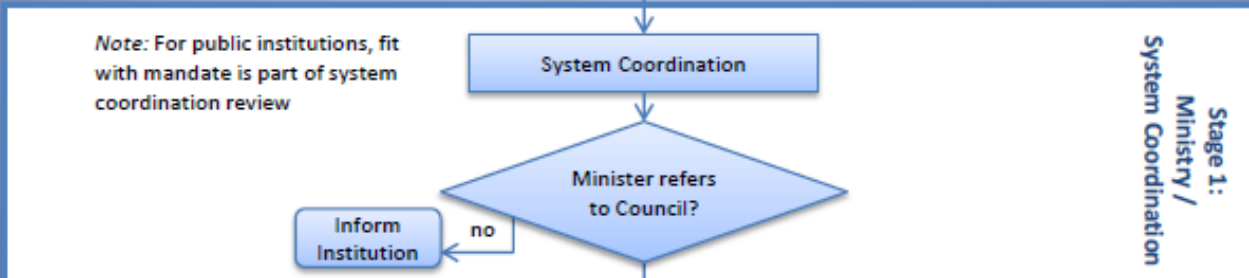 Note: For public institutions, fit
with mandate is part of system
coordination review
System Coordination
Minister refers
to Council?
no
Inform
Institution
Stage 1:
Ministry /
System Coordination